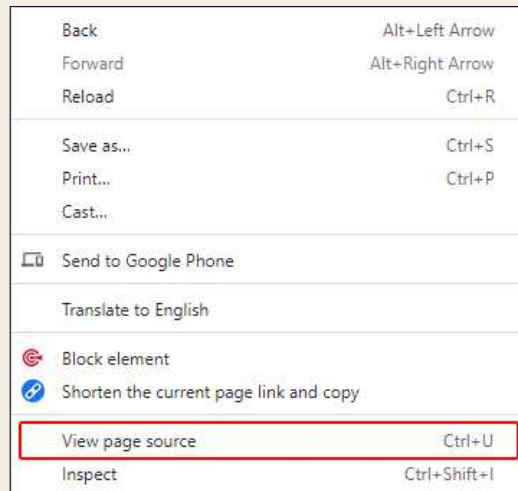 Back Alt+Left Arrow
Forward Alt+Right Arrow
Reload Ctrl+R
Save as... Ctrl+S
Print... Ctrl+P
Cast...
Send to Google Phone
Translate to English
Block element
Shorten the current page link and copy
View page source Ctrl+U
Inspect Ctrl+Shift+I